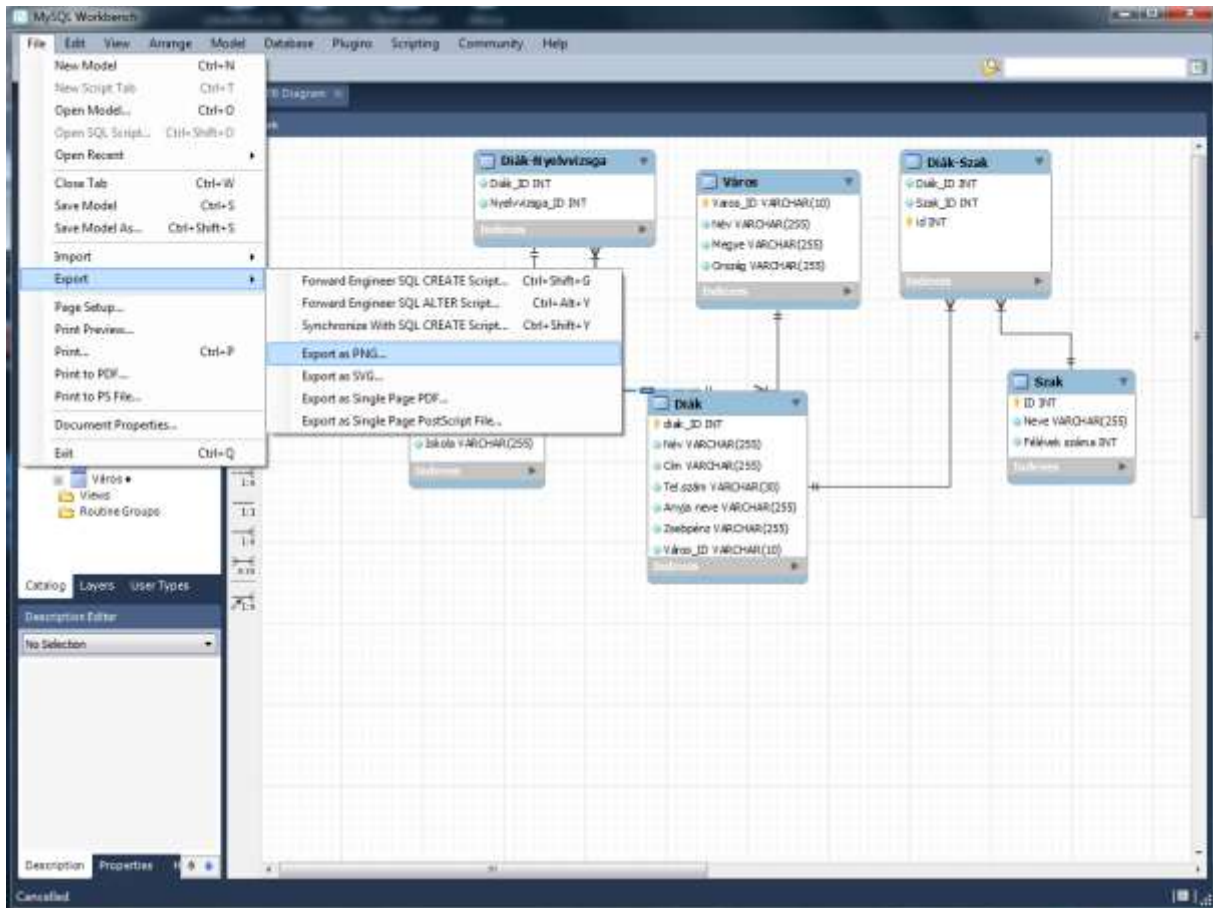 MySQL Workbench
File Edit View Arrange Model Database Plugins Scripting Community Help
New Model Ctrl+N
New Script Tab Ctrl+T
Open Model... Ctrl+O
Open SQL Script... Ctrl+Shift+O
Open Recent
Close Tab Ctrl+W
Save Model Ctrl+S
Save Model As... Ctrl+Shift+S
Import
Export
Page Setup...
Print Preview...
Print... Ctrl+P
Print to PDF...
Print to PS File...
Document Properties...
Exit Ctrl+Q
Forward Engineer SQL CREATE Script... Ctrl+Shift+G
Forward Engineer SQL ALTER Script... Ctrl+Alt+Y
Synchronize With SQL CREATE Script... Ctrl+Shift+Y
Export as PNG...
Export as SVG...
Export as Single Page PDF...
Export as Single Page PostScript File...
Diagram
Diák-Nyelvvizsga
Diák_ID INT
Nyelvvizsga_ID INT
Indexes
Város
Varos_ID VARCHAR(10)
Név VARCHAR(255)
Megye VARCHAR(255)
Ország VARCHAR(255)
Indexes
Diák-Szak
Diák_ID INT
Szak_ID INT
id INT
Indexes
Szak
ID INT
Neve VARCHAR(255)
Félévek száma INT
Indexes
Iskola VARCHAR(255)
Indexes
Diák
diak_ID INT
Név VARCHAR(255)
Cím VARCHAR(255)
Tel.szám VARCHAR(30)
Anyja neve VARCHAR(255)
Zsebpénz VARCHAR(255)
Város_ID VARCHAR(10)
Indexes
Város
Views
Routine Groups
1:1
Catalog Layers User Types
Description Editor
No Selection
Description Properties H
Cancelled